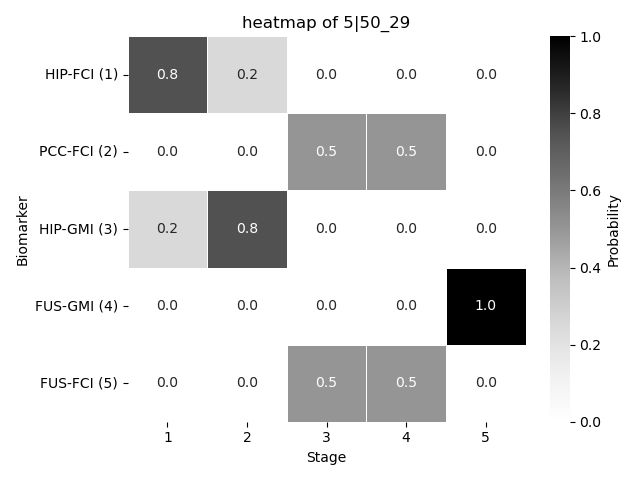 heatmap of 5|50_29
HIP-FCI (1) 0.8 0.2 0.0 0.0 0.0
PCC-FCI (2) 0.0 0.0 0.5 0.5 0.0
HIP-GMI (3) 0.2 0.8 0.0 0.0 0.0
FUS-GMI (4) 0.0 0.0 0.0 0.0 1.0
FUS-FCI (5) 0.0 0.0 0.5 0.5 0.0
1 2 3 4 5
Stage
Biomarker
1.0
0.8
0.6
0.4
0.2
0.0
Probability